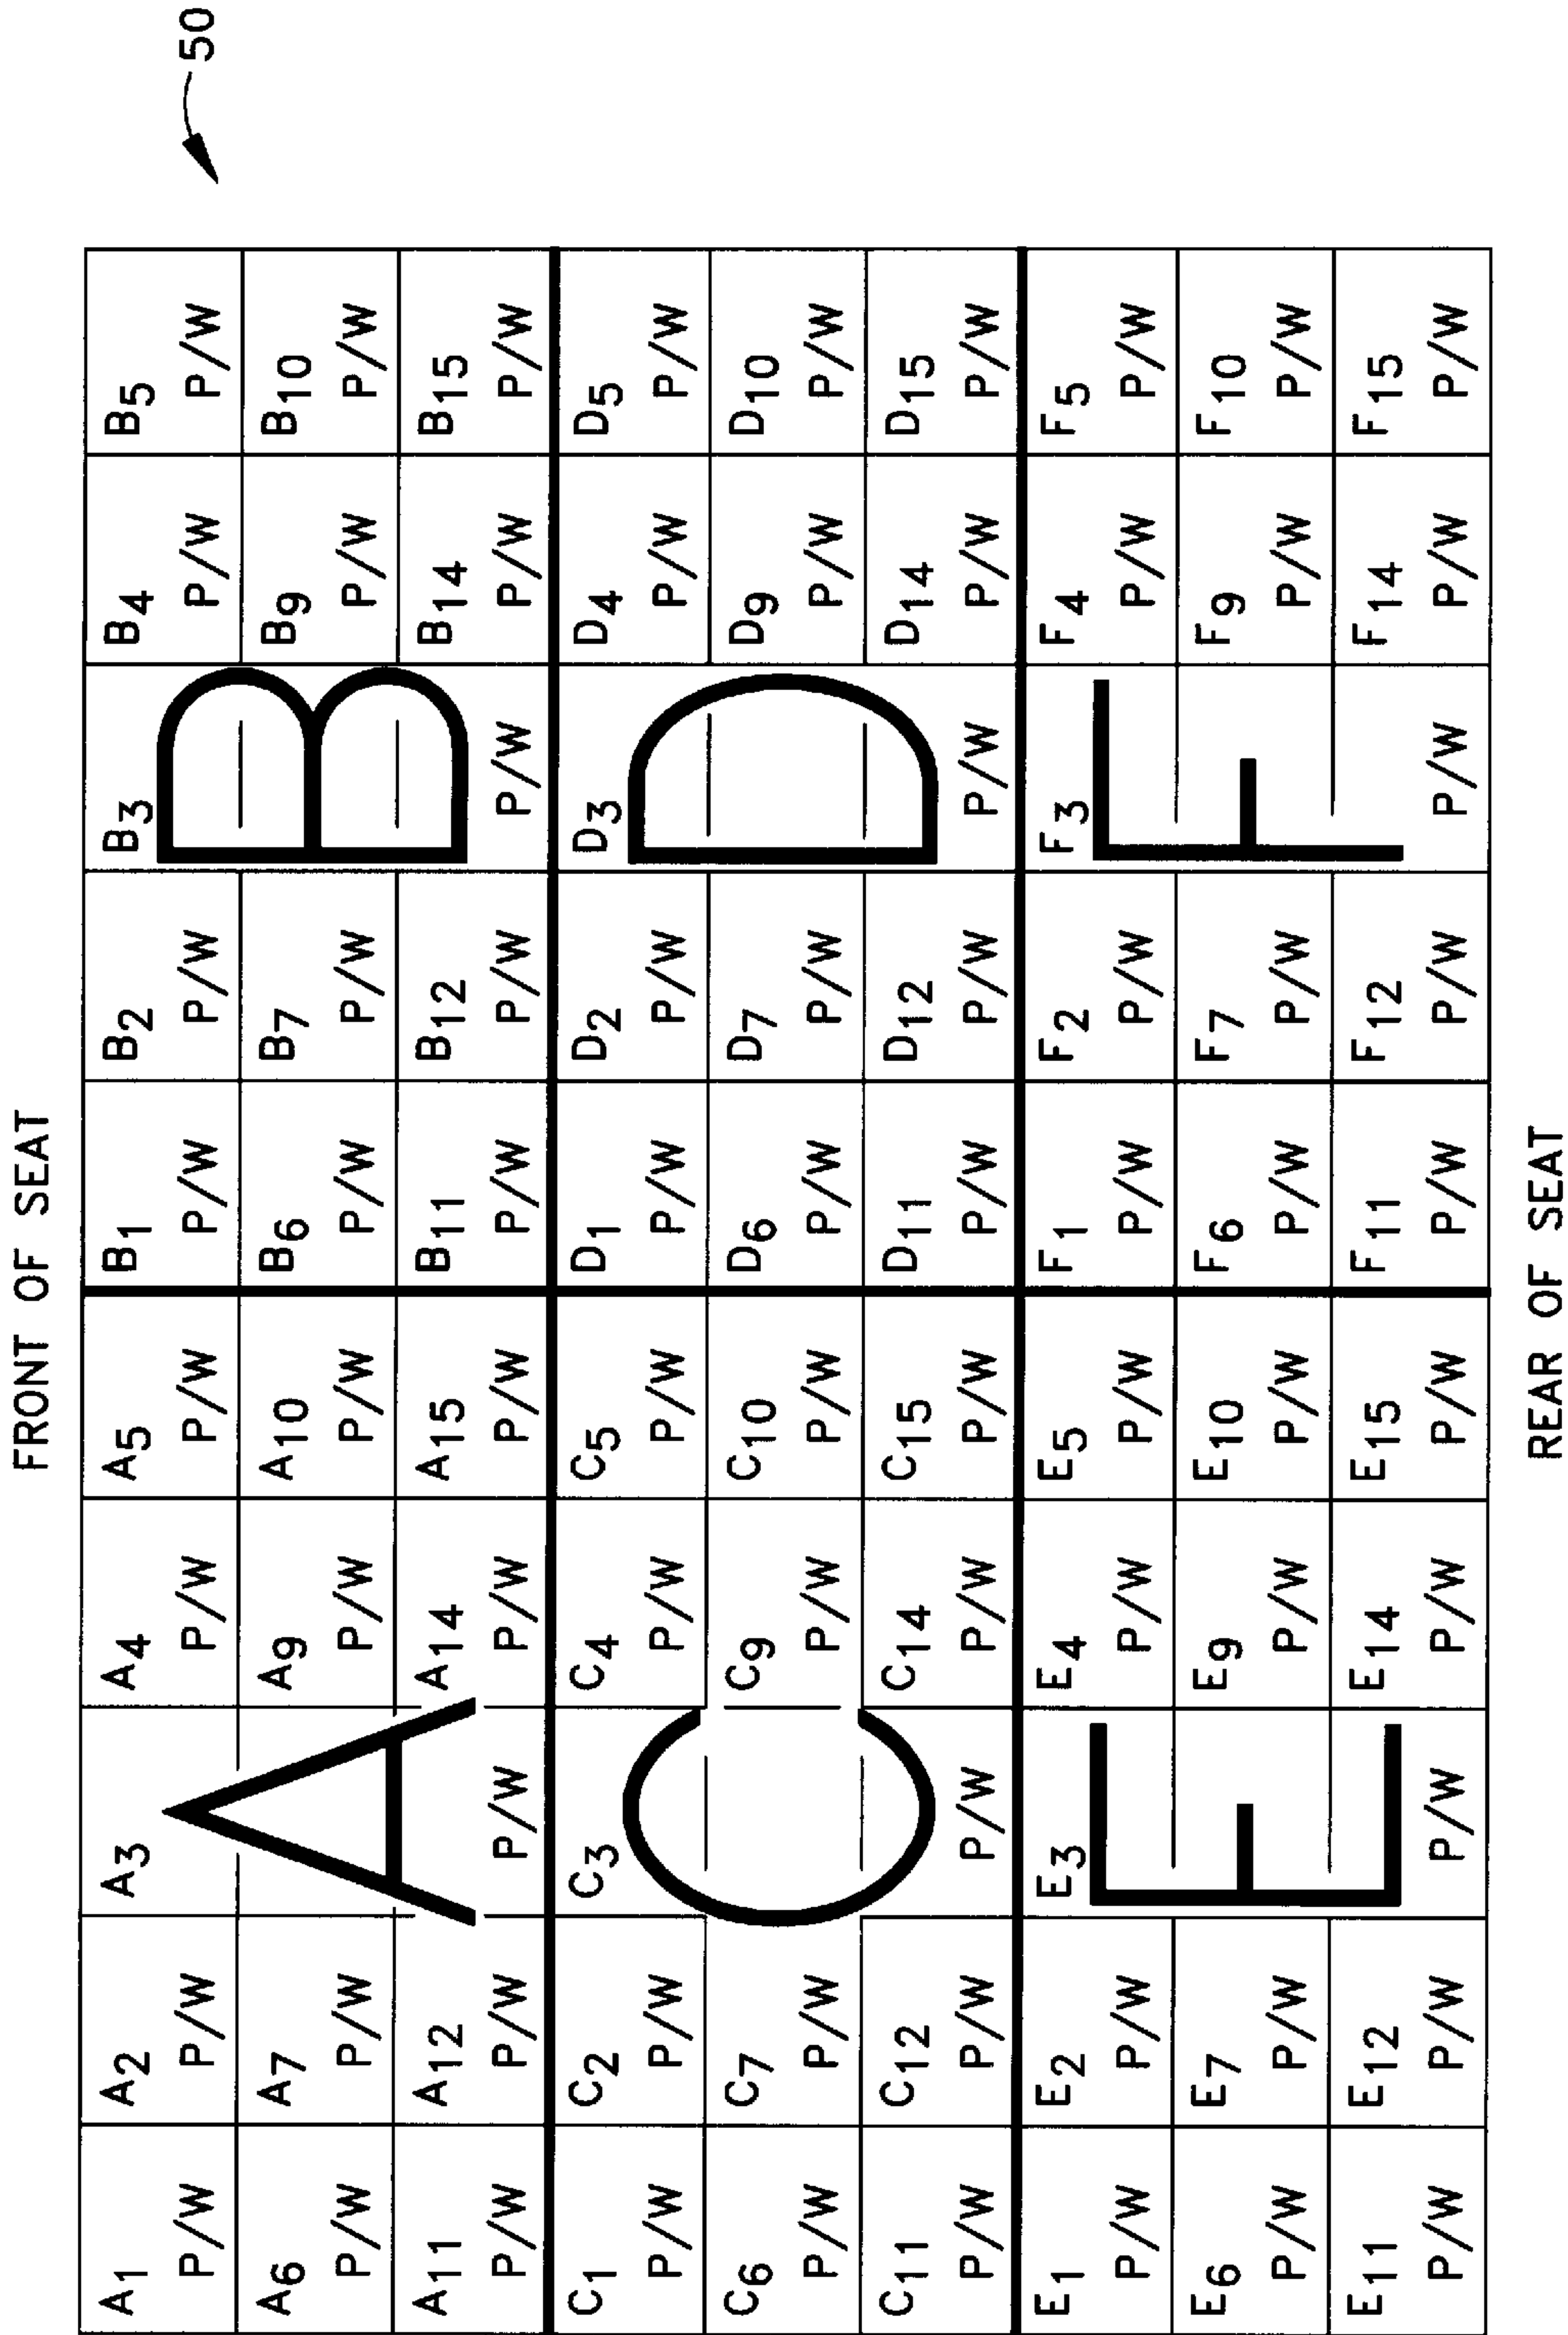 FRONT OF SEAT
50
A1 A2 A3 A4 A5 B1 B2 B3 B4 B5
P/W P/W P/W P/W P/W P/W P/W P/W
A6 A7 A9 A10 B6 B7 B9 B10
A B
P/W P/W P/W P/W P/W P/W P/W P/W
A11 A12 A14 A15 B11 B12 B14 B15
P/W P/W P/W P/W P/W P/W P/W P/W P/W P/W
C1 C2 C3 C4 C5 D1 D2 D3 D4 D5
P/W P/W P/W P/W P/W P/W P/W P/W
C6 C7 C9 C10 D6 D7 D9 D10
C D
P/W P/W P/W P/W P/W P/W P/W P/W
C11 C12 C14 C15 D11 D12 D14 D15
P/W P/W P/W P/W P/W P/W P/W P/W P/W P/W
E1 E2 E3 E4 E5 F1 F2 F3 F4 F5
P/W P/W P/W P/W P/W P/W P/W P/W
E6 E7 E9 E10 F6 F7 F9 F10
E F
P/W P/W P/W P/W P/W P/W P/W P/W
E11 E12 E14 E15 F11 F12 F14 F15
P/W P/W P/W P/W P/W P/W P/W P/W P/W P/W
REAR OF SEAT